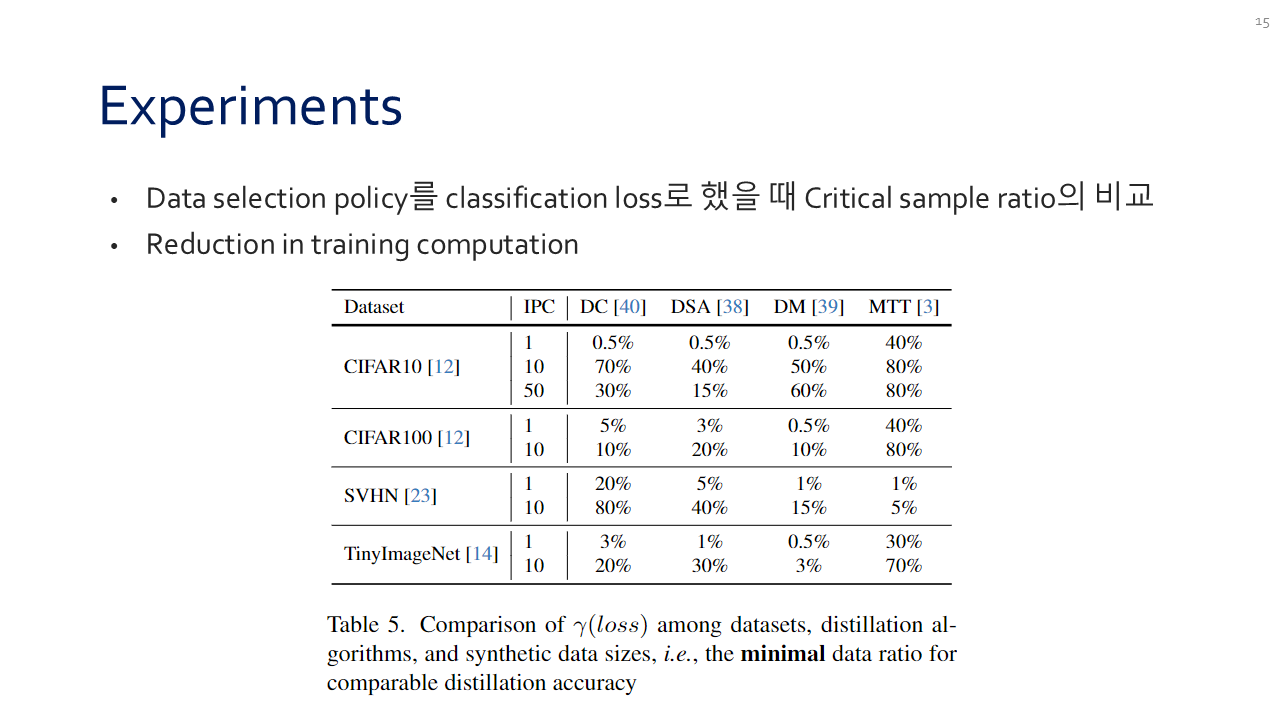 15
Experiments
• Data selection policy를 classification loss로 했을 때 Critical sample ratio의 비교
• Reduction in training computation
Dataset IPC DC [40] DSA [38] DM [39] MTT [3]
CIFAR10 [12] 1 0.5% 0.5% 0.5% 40%
10 70% 40% 50% 80%
50 30% 15% 60% 80%
CIFAR100 [12] 1 5% 3% 0.5% 40%
10 10% 20% 10% 80%
SVHN [23] 1 20% 5% 1% 1%
10 80% 40% 15% 5%
TinyImageNet [14] 1 3% 1% 0.5% 30%
10 20% 30% 3% 70%
Table 5. Comparison of γ(loss) among datasets, distillation al-
gorithms, and synthetic data sizes, i.e., the minimal data ratio for
comparable distillation accuracy